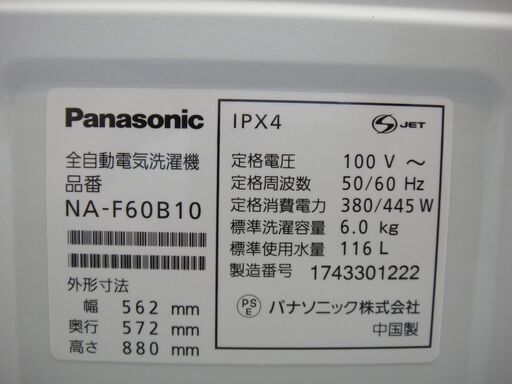 Panasonic
全自動電気洗濯機
品番
NA-F60B10
外形寸法
幅 562 mm
奥行 572 mm
高さ 880 mm
IPX4
S JET
定格電圧 100 V ～
定格周波数 50/60 Hz
定格消費電力 380/445 W
標準洗濯容量 6.0 kg
標準使用水量 116 L
製造番号 1743301222
PS
E
パナソニック株式会社
中国製